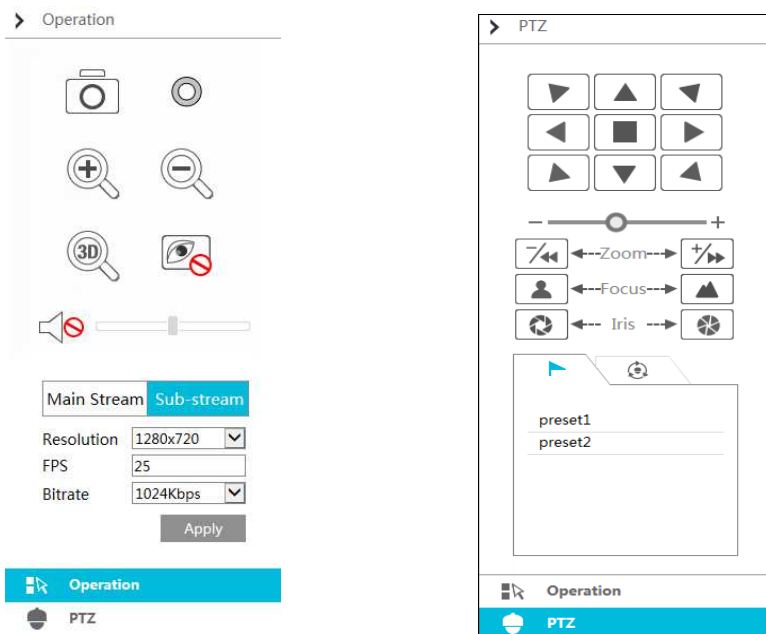 Operation
3D
Main Stream Sub-stream
Resolution 1280x720
FPS 25
Bitrate 1024Kbps
Apply
Operation
PTZ
PTZ
− +
−/◂◂ Zoom +/▸▸
Focus
Iris
preset1
preset2
Operation
PTZ